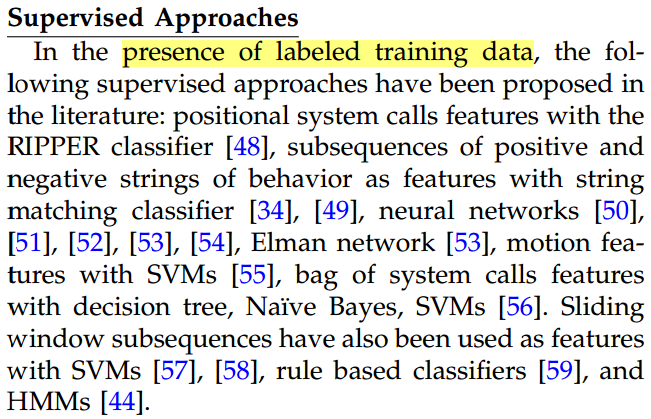 Supervised Approaches
In the presence of labeled training data, the fol-
lowing supervised approaches have been proposed in
the literature: positional system calls features with the
RIPPER classifier [48], subsequences of positive and
negative strings of behavior as features with string
matching classifier [34], [49], neural networks [50],
[51], [52], [53], [54], Elman network [53], motion fea-
tures with SVMs [55], bag of system calls features
with decision tree, Naïve Bayes, SVMs [56]. Sliding
window subsequences have also been used as features
with SVMs [57], [58], rule based classifiers [59], and
HMMs [44].